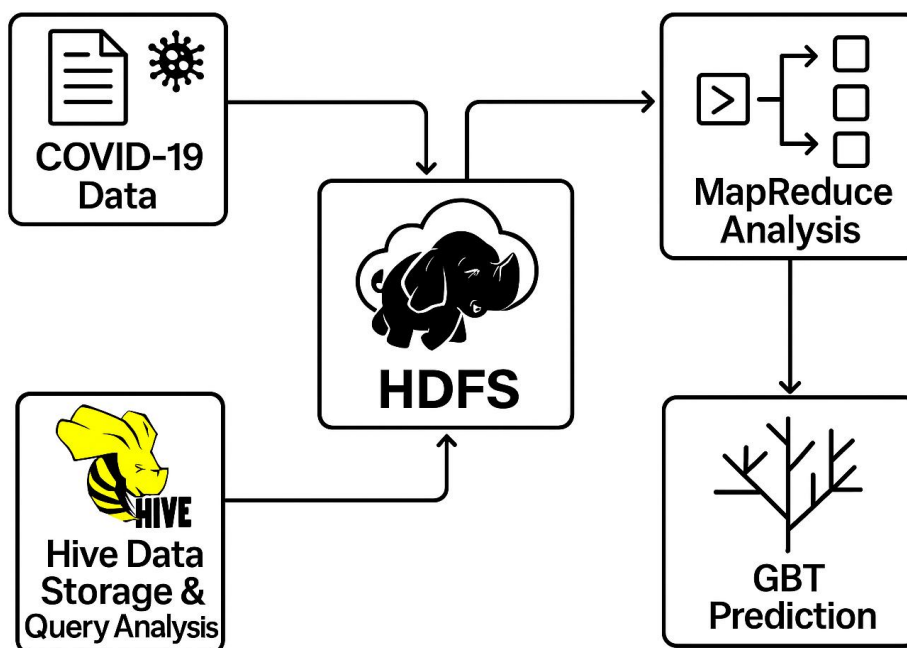 COVID-19
Data
HDFS
MapReduce
Analysis
HIVE
Hive Data
Storage &
Query Analysis
GBT
Prediction